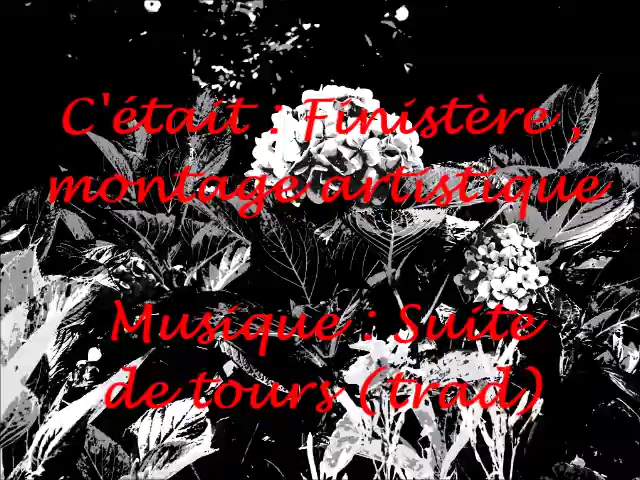 C'était : Finistère ,
montage artistique
Musique : Suite
de tours (trad)